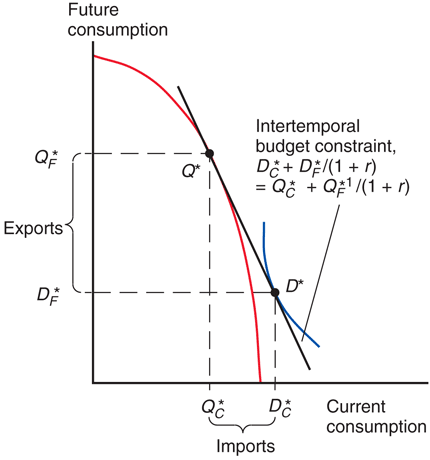 Future
consumption
Intertemporal
budget constraint,
D*C + D*F/(1 + r)
= Q*C + Q*F1/(1 + r)
Q*F
Q*
Exports
D*F
D*
Q*C
D*C
Current
consumption
Imports